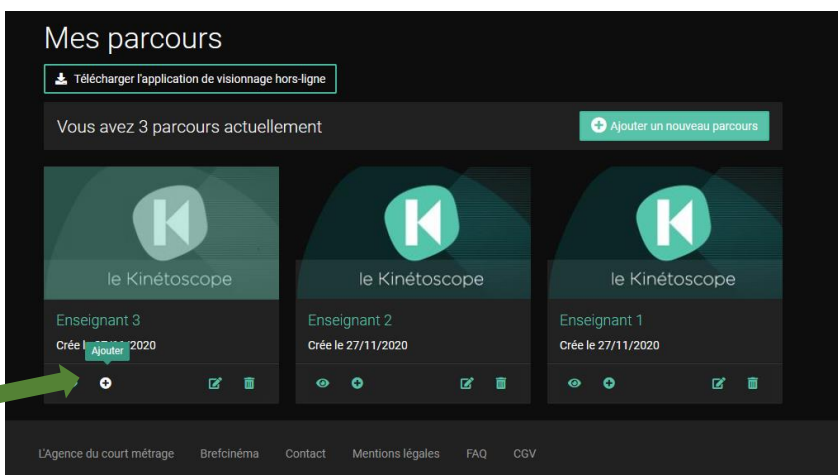 Mes parcours
Télécharger l'application de visionnage hors-ligne
Vous avez 3 parcours actuellement
Ajouter un nouveau parcours
K
le Kinétoscope
K
le Kinétoscope
K
le Kinétoscope
Enseignant 3
Enseignant 2
Enseignant 1
Crée 2020
Crée le 27/11/2020
Crée le 27/11/2020
Ajouter
L'Agence du court métrage
Brefcinéma
Contact
Mentions légales
FAQ
CGV